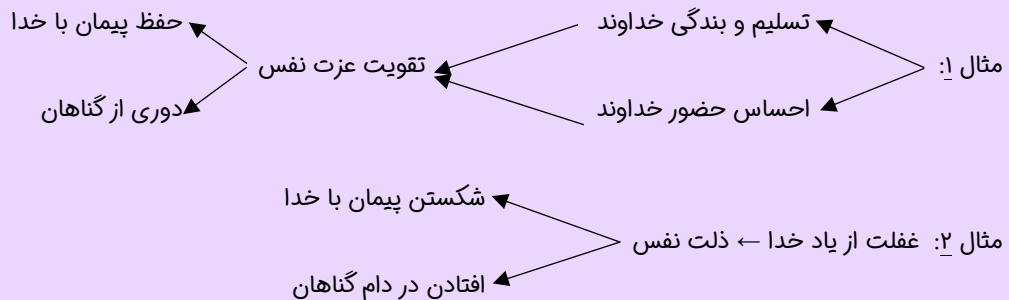 تسلیم و بندگی خداوند حفظ پیمان با خدا
مثال ۱: تقویت عزت نفس
احساس حضور خداوند دوری از گناهان
شکستن پیمان با خدا
مثال ۲: غفلت از یاد خدا ← ذلت نفس
افتادن در دام گناهان